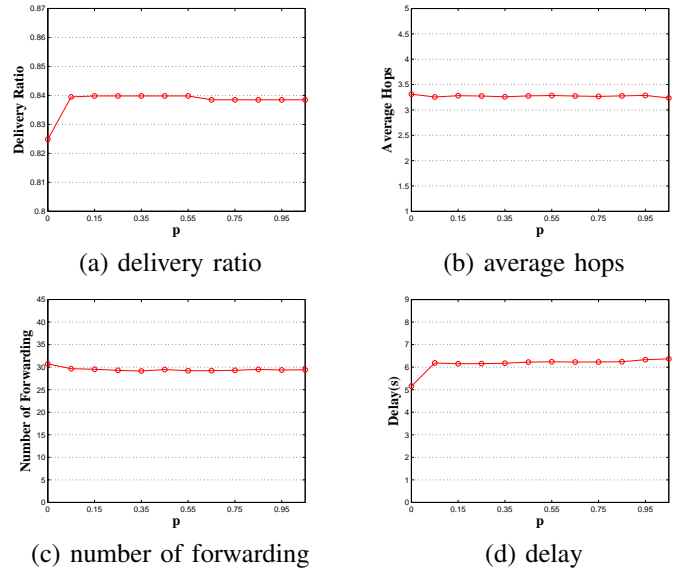 0.87
0.86
0.85
0.84
0.83
0.82
0.81
0.8
Delivery Ratio
0 0.15 0.35 0.55 0.75 0.95
p
(a) delivery ratio
5
4.5
4
3.5
3
2.5
2
1.5
1
Average Hops
0 0.15 0.35 0.55 0.75 0.95
p
(b) average hops
45
40
35
30
25
20
15
10
5
0
Number of Forwarding
0 0.15 0.35 0.55 0.75 0.95
p
(c) number of forwarding
9
8
7
6
5
4
3
2
1
0
Delay(s)
0 0.15 0.35 0.55 0.75 0.95
p
(d) delay